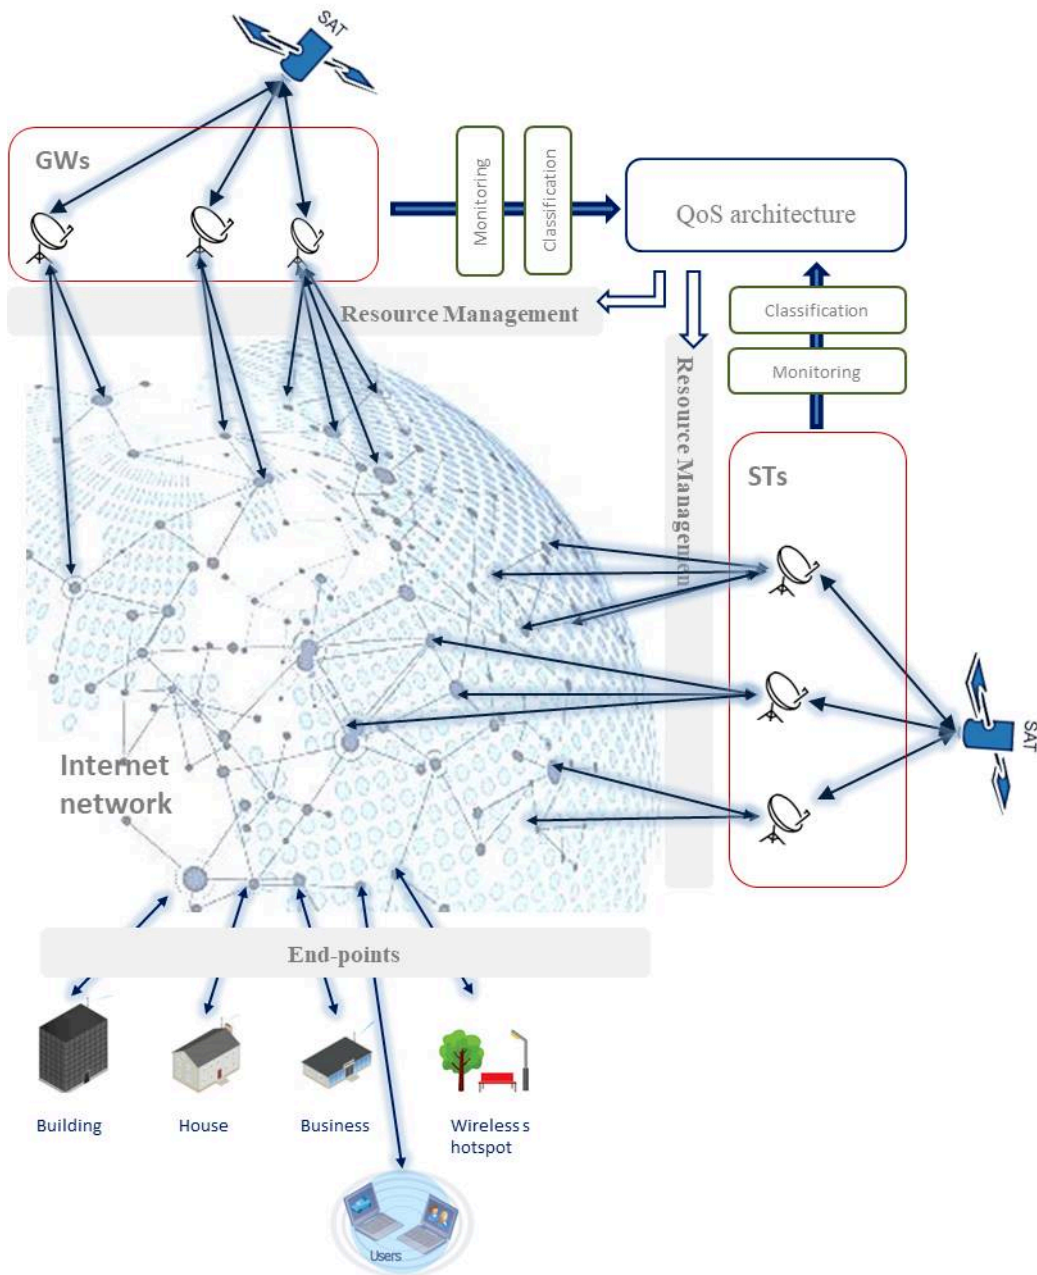 SAT
GWs
Monitoring
Classification
QoS architecture
Resource Management
Classification
Monitoring
Resource Managemen
STs
SAT
Internet
network
End-points
Building
House
Business
Wireless s
hotspot
Users